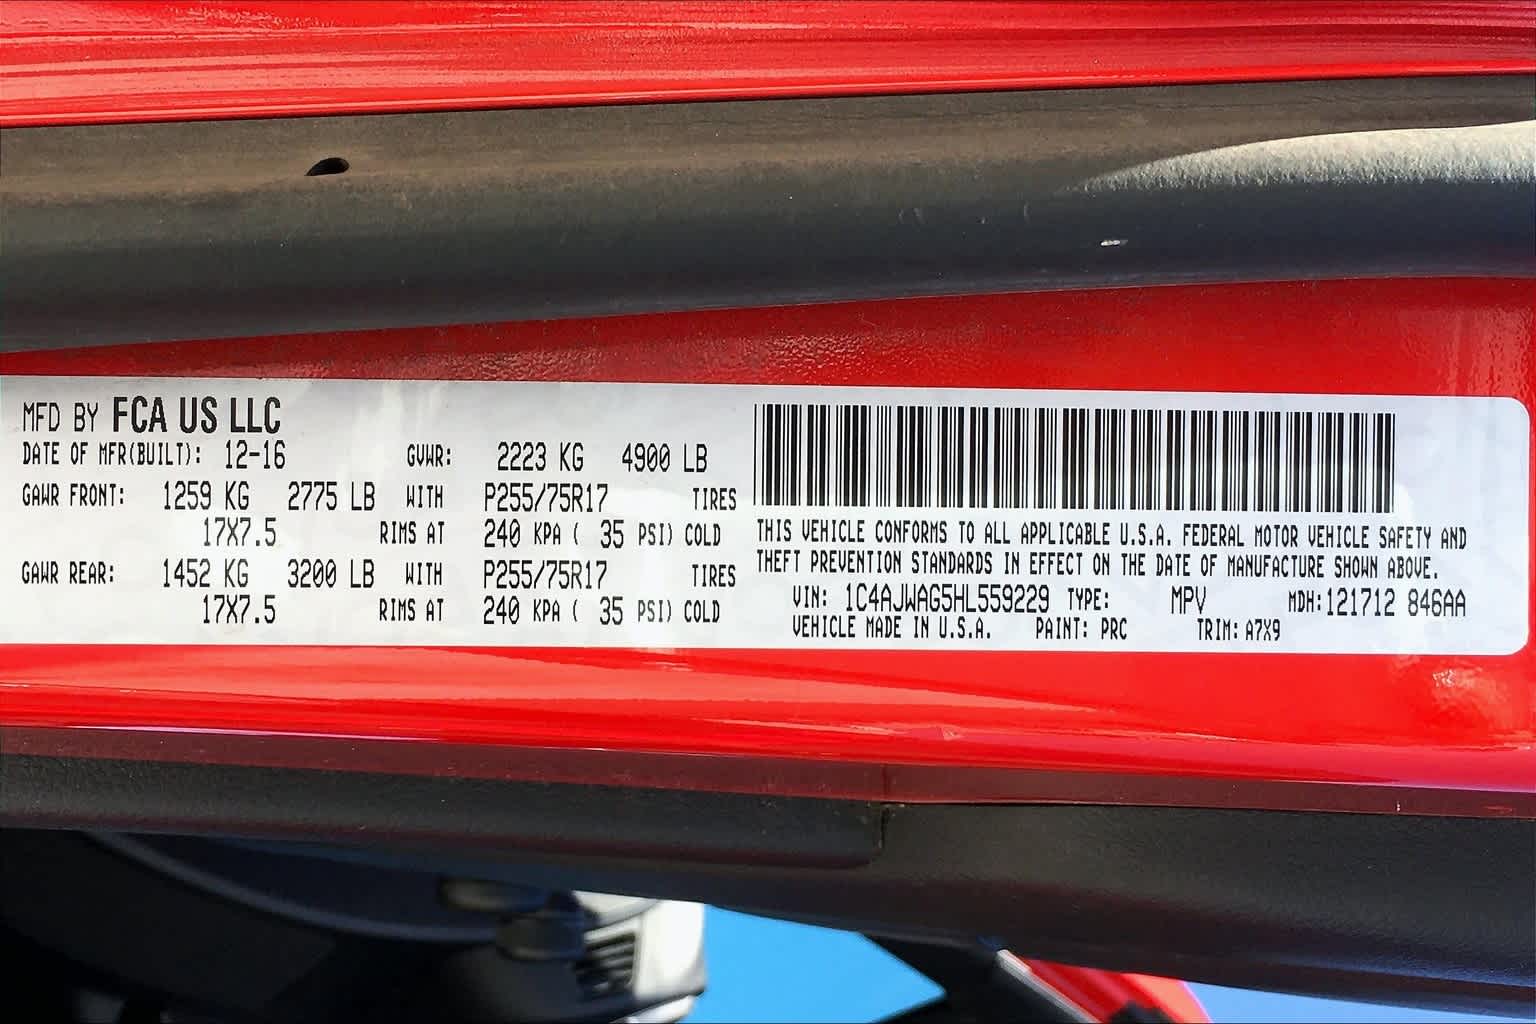 MFD BY FCA US LLC
DATE OF MFR(BUILT): 12-16 GVWR: 2223 KG 4900 LB
GAWR FRONT: 1259 KG 2775 LB WITH P255/75R17 TIRES
17X7.5 RIMS AT 240 KPA ( 35 PSI) COLD
GAWR REAR: 1452 KG 3200 LB WITH P255/75R17 TIRES
17X7.5 RIMS AT 240 KPA ( 35 PSI) COLD
THIS VEHICLE CONFORMS TO ALL APPLICABLE U.S.A. FEDERAL MOTOR VEHICLE SAFETY AND
THEFT PREVENTION STANDARDS IN EFFECT ON THE DATE OF MANUFACTURE SHOWN ABOVE.
VIN: 1C4AJWAG5HL559229 TYPE: MPV MDH:121712 846AA
VEHICLE MADE IN U.S.A. PAINT: PRC TRIM: A7X9